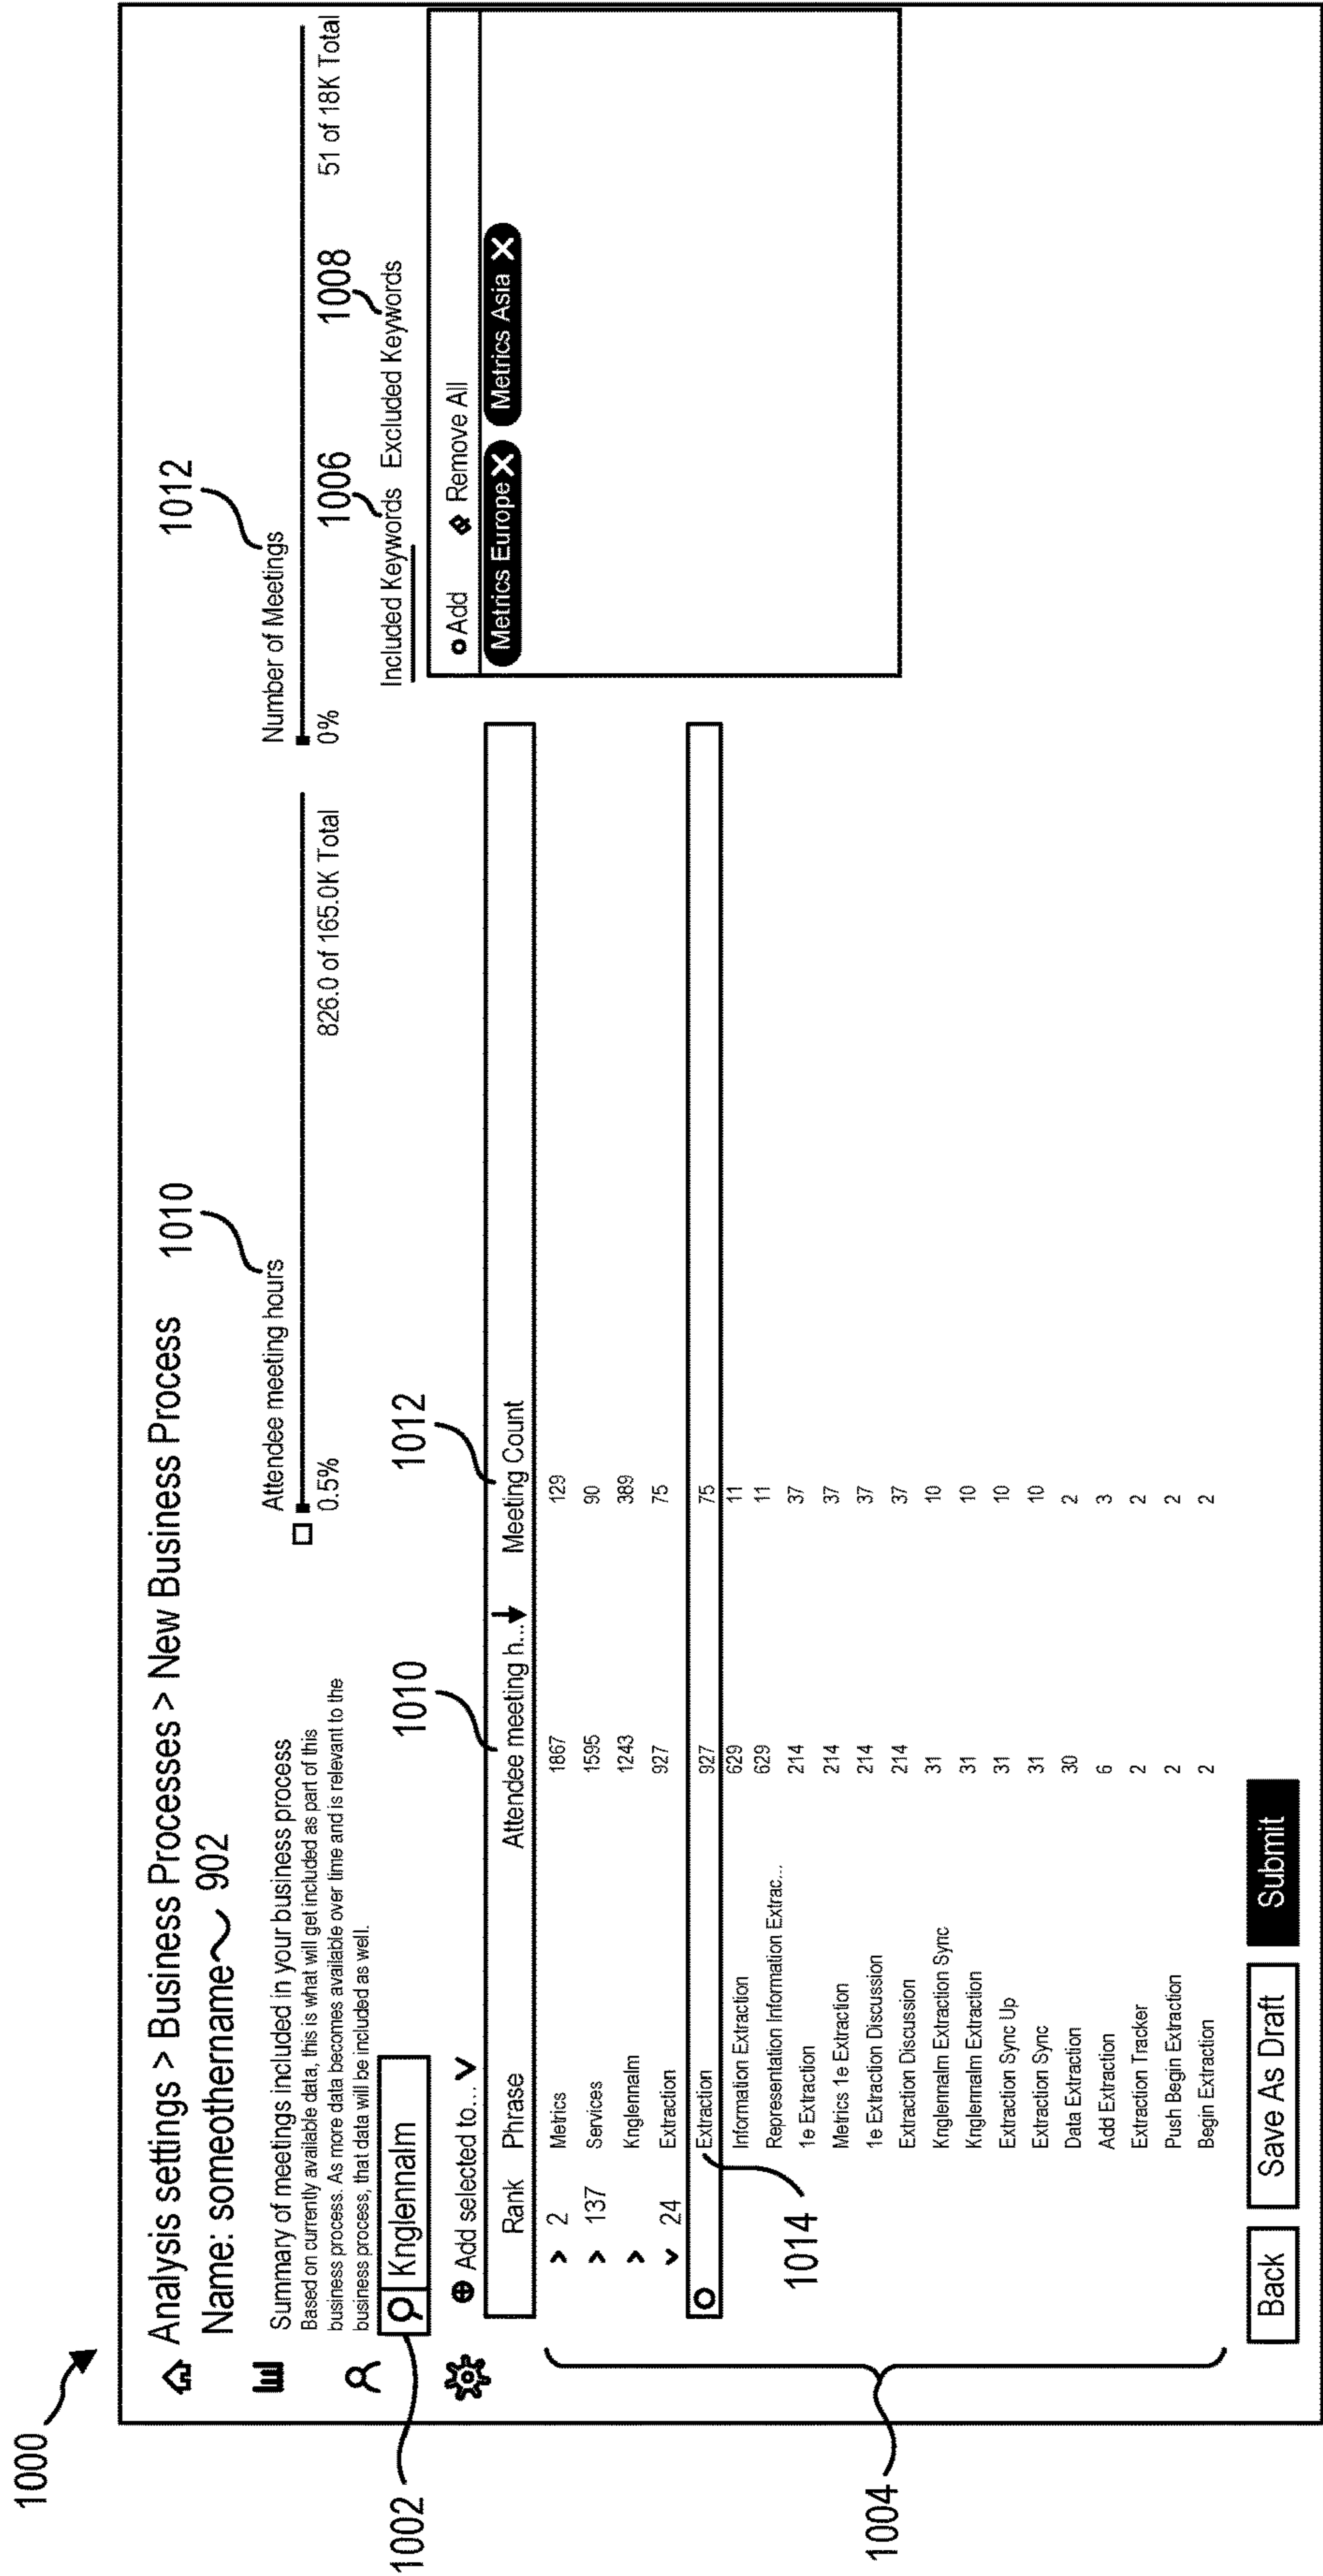 1000
Analysis settings > Business Processes > New Business Process
Name: someothername 902
1010
1012
Summary of meetings included in your business process
Based on currently available data, this is what will get included as part of this
business process. As more data becomes available over time and is relevant to the
business process, that data will be included as well.
Attendee meeting hours
0.5% 826.0 of 165.0K Total
Number of Meetings
0% 51 of 18K Total
1002
Knglennalm
1006
1008
Included Keywords Excluded Keywords
Add selected to...
1010
1012
Add Remove All
Metrics Europe X Metrics Asia X
Rank Phrase Attendee meeting h... Meeting Count
2 Metrics 1867 129
137 Services 1595 90
Knglennalm 1243 389
24 Extraction 927 75
Extraction 927 75
Information Extraction 629 11
Representation Information Extrac... 629 11
1e Extraction 214 37
Metrics 1e Extraction 214 37
1e Extraction Discussion 214 37
Extraction Discussion 214 37
Knglennalm Extraction Sync 31 10
Knglennalm Extraction 31 10
Extraction Sync Up 31 10
Extraction Sync 31 10
Data Extraction 30 2
Add Extraction 6 3
Extraction Tracker 2 2
Push Begin Extraction 2 2
Begin Extraction 2 2
1014
1004
Back Save As Draft Submit